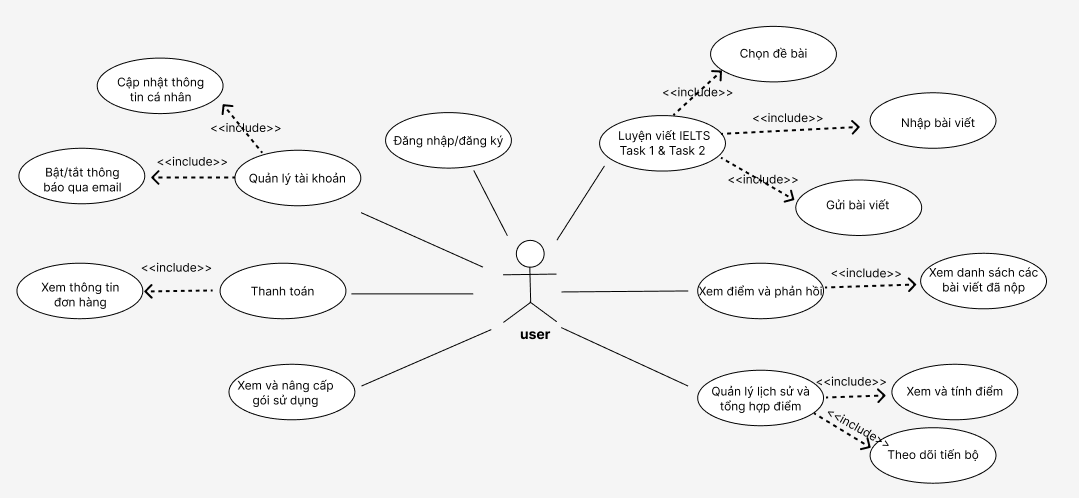 Chọn đề bài
<<include>>
Cập nhật thông
tin cá nhân
<<include>>
Đăng nhập/đăng ký
Luyện viết IELTS
Task 1 & Task 2
<<include>>
Nhập bài viết
Bật/tắt thông
báo qua email
<<include>>
Quản lý tài khoản
<<include>>
Gửi bài viết
Xem thông tin
đơn hàng
<<include>>
Thanh toán
user
Xem điểm và phản hồi
<<include>>
Xem danh sách các
bài viết đã nộp
Xem và nâng cấp
gói sử dụng
Quản lý lịch sử và
tổng hợp điểm
<<include>>
Xem và tính điểm
<<include>>
Theo dõi tiến bộ